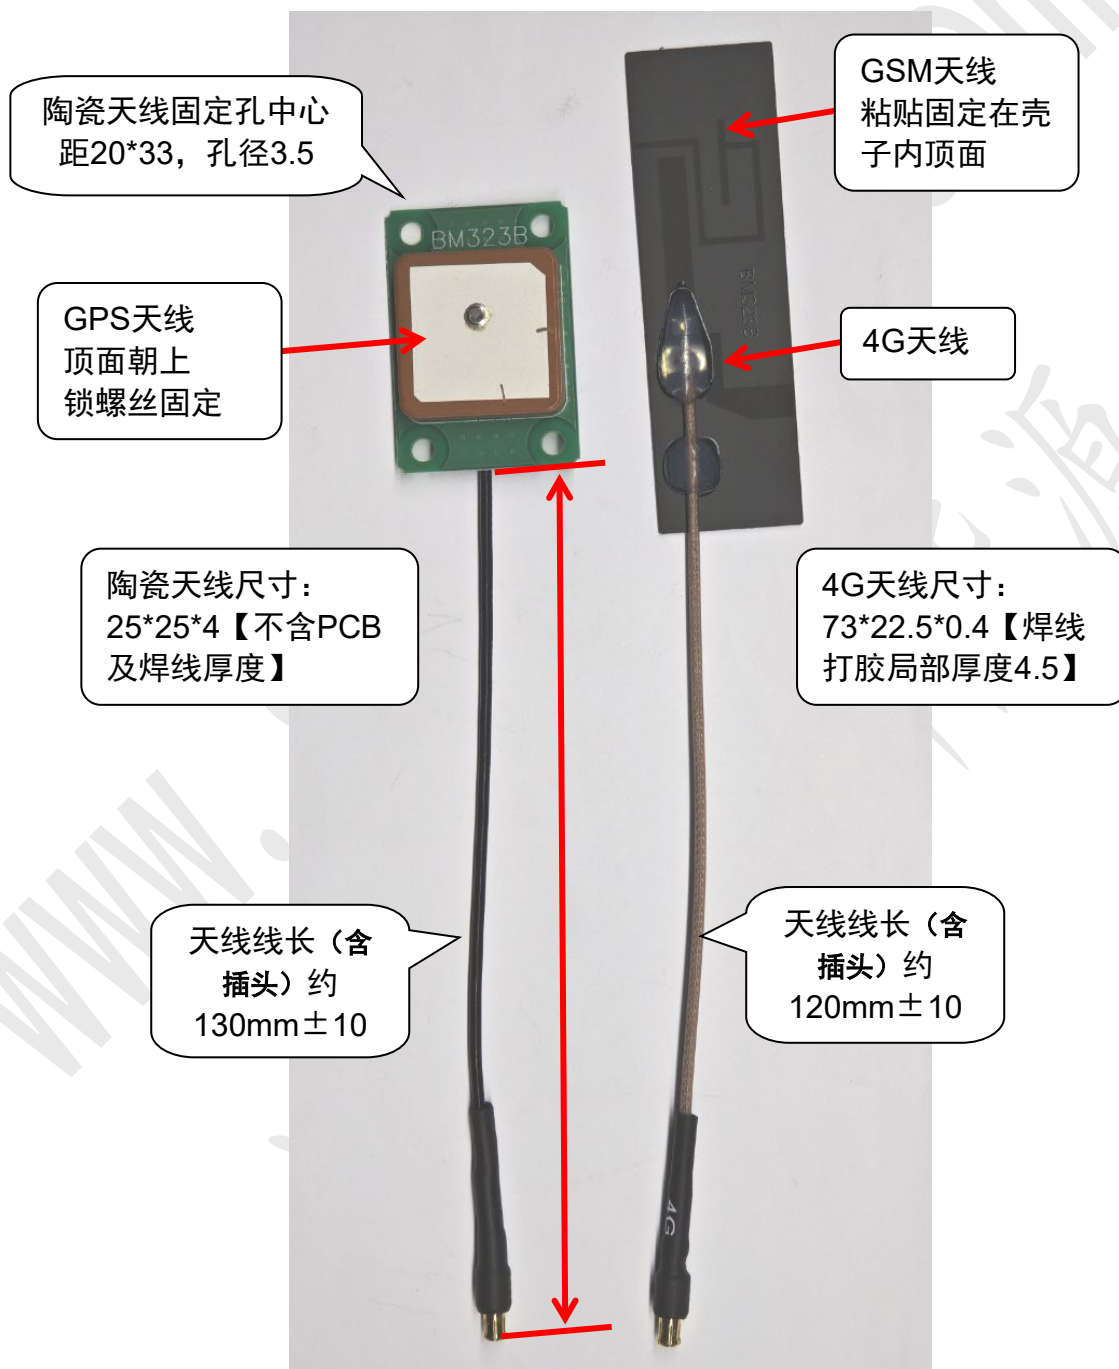 陶瓷天线固定孔中心
距20*33，孔径3.5
GSM天线
粘贴固定在壳
子内顶面
BM323B
GPS天线
顶面朝上
锁螺丝固定
4G天线
陶瓷天线尺寸：
25*25*4【不含PCB
及焊线厚度】
4G天线尺寸：
73*22.5*0.4【焊线
打胶局部厚度4.5】
天线线长（含
插头）约
130mm±10
天线线长（含
插头）约
120mm±10
4G
www.